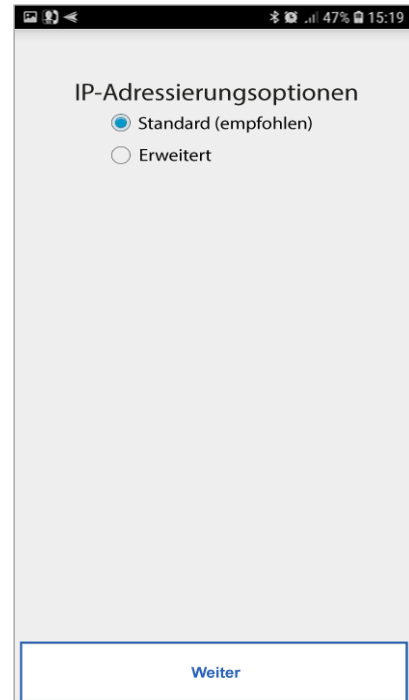 47% 15:19
IP-Adressierungsoptionen
Standard (empfohlen)
Erweitert
Weiter